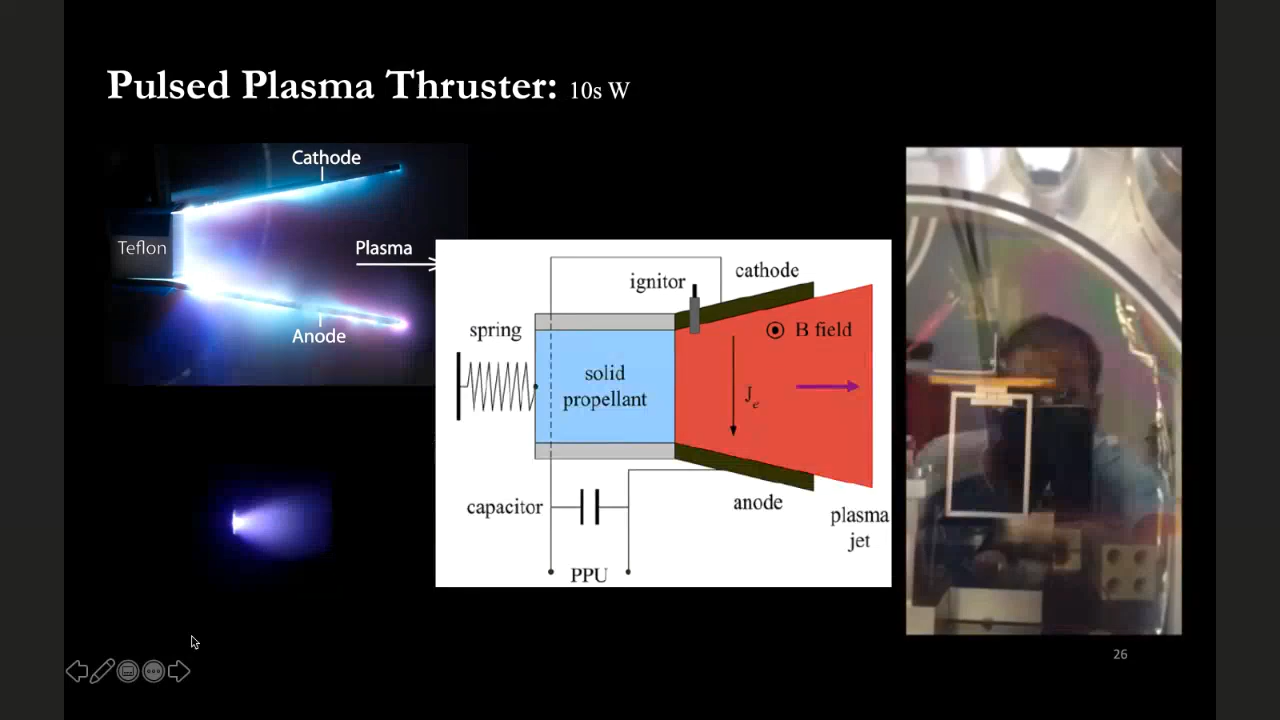 Pulsed Plasma Thruster: 10s W
Cathode
Teflon
Plasma
Anode
ignitor
cathode
spring
B field
solid
propellant
J_e
capacitor
anode
plasma
jet
PPU
26